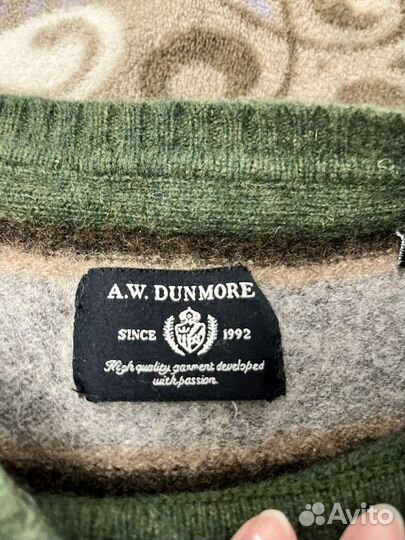 A.W. DUNMORE
SINCE 1992
High quality garment developed
with passion.
Avito